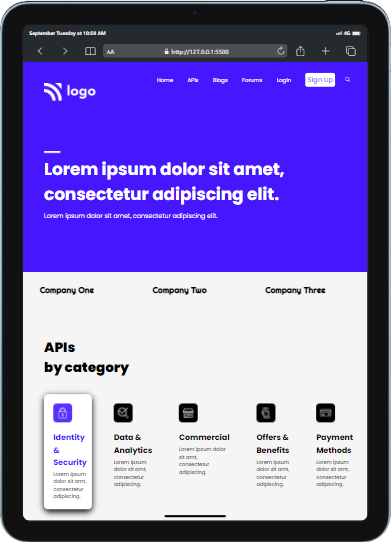 September Tuesday at 10:59 AM
4G
AA
http://127.0.0.1:5500
Home APIs Blogs Forums Login Sign Up
logo
Lorem ipsum dolor sit amet,
consectetur adipiscing elit.
Lorem ipsum dolor sit amet, consectetur adipiscing elit.
Company One Company Two Company Three
APIs
by category
Identity
&
Security
Lorem ipsum
dolor sit amt,
consectetur
adipiscing.
Data &
Analytics
Lorem ipsum
dolor sit amt,
consectetur
adipiscing.
Commercial
Lorem ipsum dolor
sit amt,
consectetur
adipiscing.
Offers &
Benefits
Lorem ipsum
dolor sit amt,
consectetur
adipiscing.
Payment
Methods
Lorem ipsum
dolor sit amt,
consectetur
adipiscing.